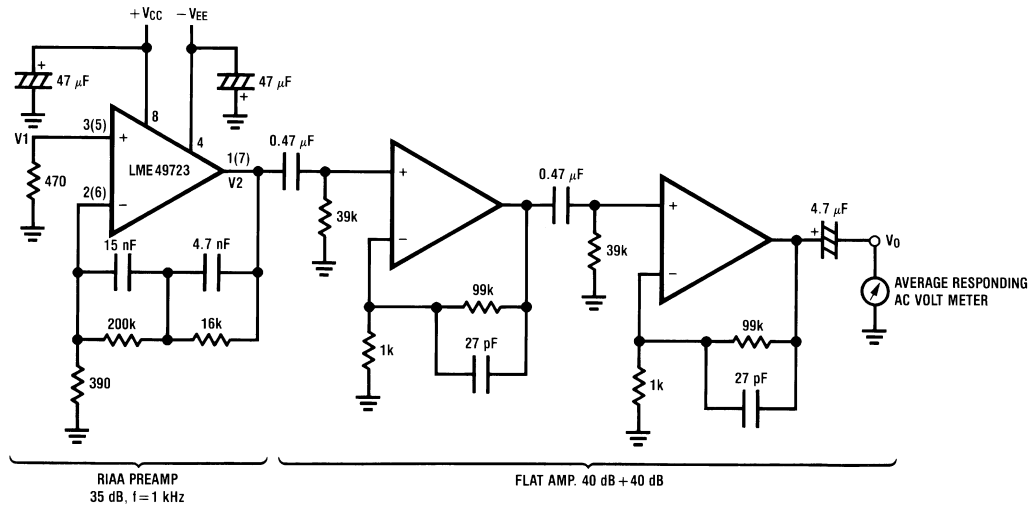 +VCC
−VEE
+
47 µF
47 µF
+
V1
3(5)
+
8
4
LME49723
1(7)
V2
470
2(6)
−
15 nF
4.7 nF
200k
16k
390
0.47 µF
39k
+
−
99k
1k
27 pF
0.47 µF
39k
+
−
99k
1k
27 pF
4.7 µF
+
VO
AVERAGE RESPONDING
AC VOLT METER
RIAA PREAMP
35 dB, f=1 kHz
FLAT AMP. 40 dB+40 dB